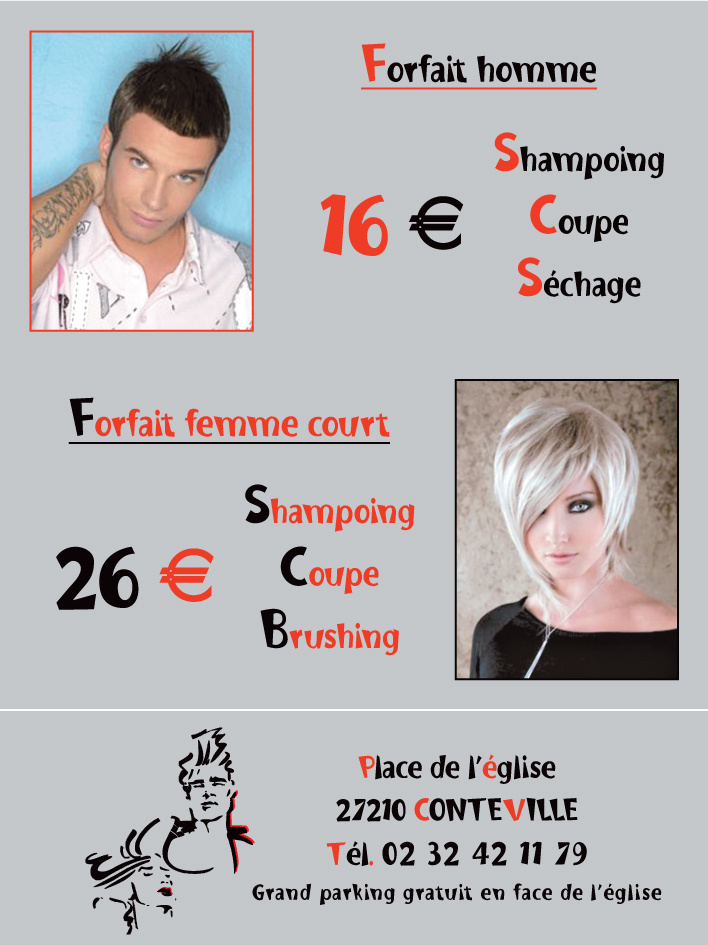 Forfait homme
16 €
Shampoing
Coupe
Séchage
Forfait femme court
26 €
Shampoing
Coupe
Brushing
Place de l'église
27210 CONTEVILLE
Tél. 02 32 42 11 79
Grand parking gratuit en face de l'église